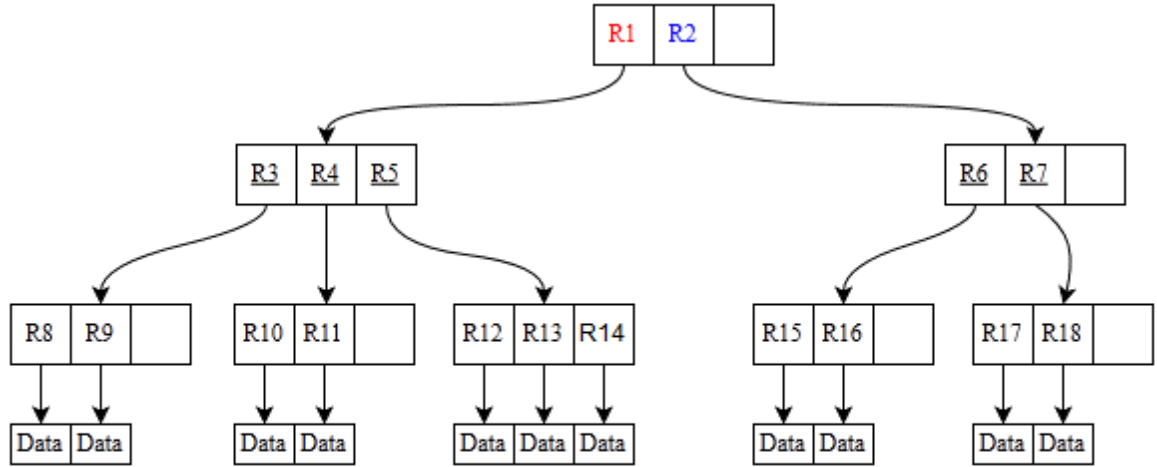 R1 R2
R3 R4 R5 R6 R7
R8 R9 R10 R11 R12 R13 R14 R15 R16 R17 R18
Data Data Data Data Data Data Data Data Data Data Data